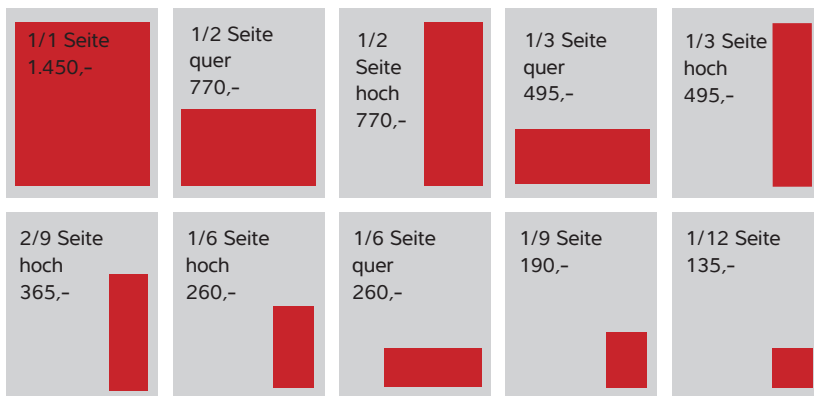 1/1 Seite
1.450,–
1/2 Seite
quer
770,–
1/2
Seite
hoch
770,–
1/3 Seite
quer
495,–
1/3 Seite
hoch
495,–
2/9 Seite
hoch
365,–
1/6 Seite
hoch
260,–
1/6 Seite
quer
260,–
1/9 Seite
190,–
1/12 Seite
135,–